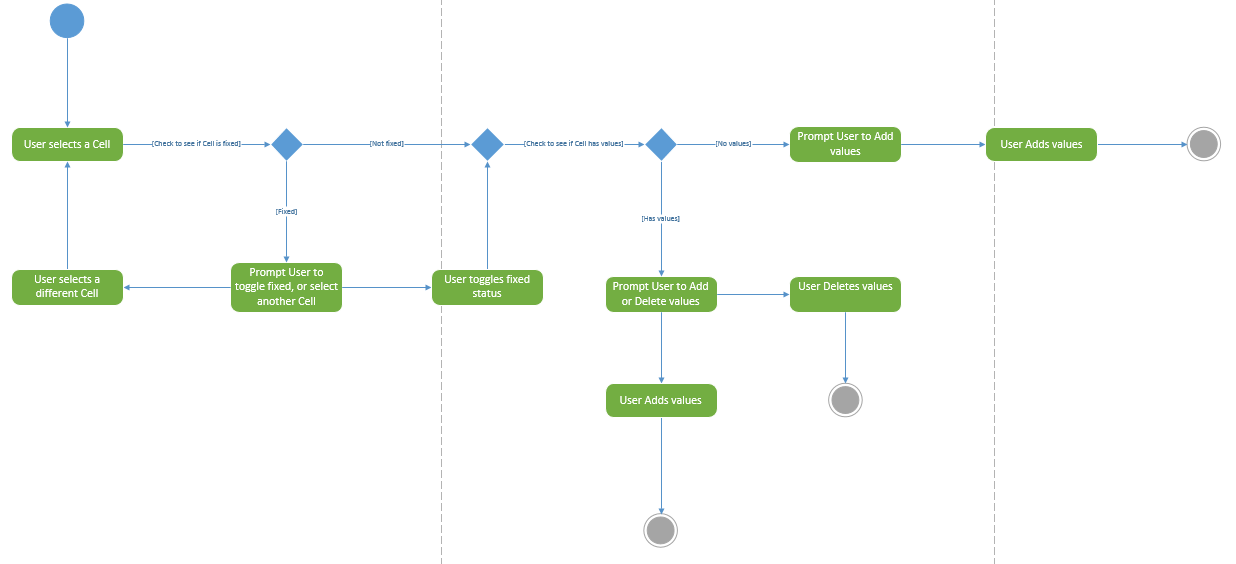 User selects a Cell
[Check to see if Cell is fixed]
[Not fixed]
[Check to see if Cell has values]
[No values]
Prompt User to Add
values
User Adds values
[Fixed]
[Has values]
User selects a
different Cell
Prompt User to
toggle fixed, or select
another Cell
User toggles fixed
status
Prompt User to Add
or Delete values
User Deletes values
User Adds values